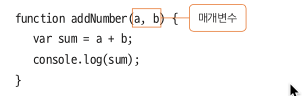 function addNumber(a, b) { 매개변수
var sum = a + b;
console.log(sum);
}